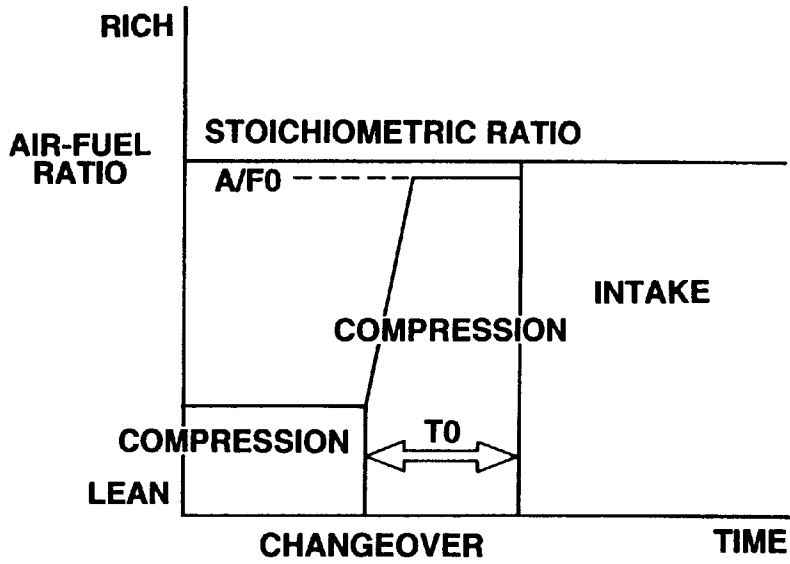 RICH
STOICHIOMETRIC RATIO
AIR-FUEL
RATIO
A/F0
INTAKE
COMPRESSION
T0
COMPRESSION
LEAN
CHANGEOVER
TIME